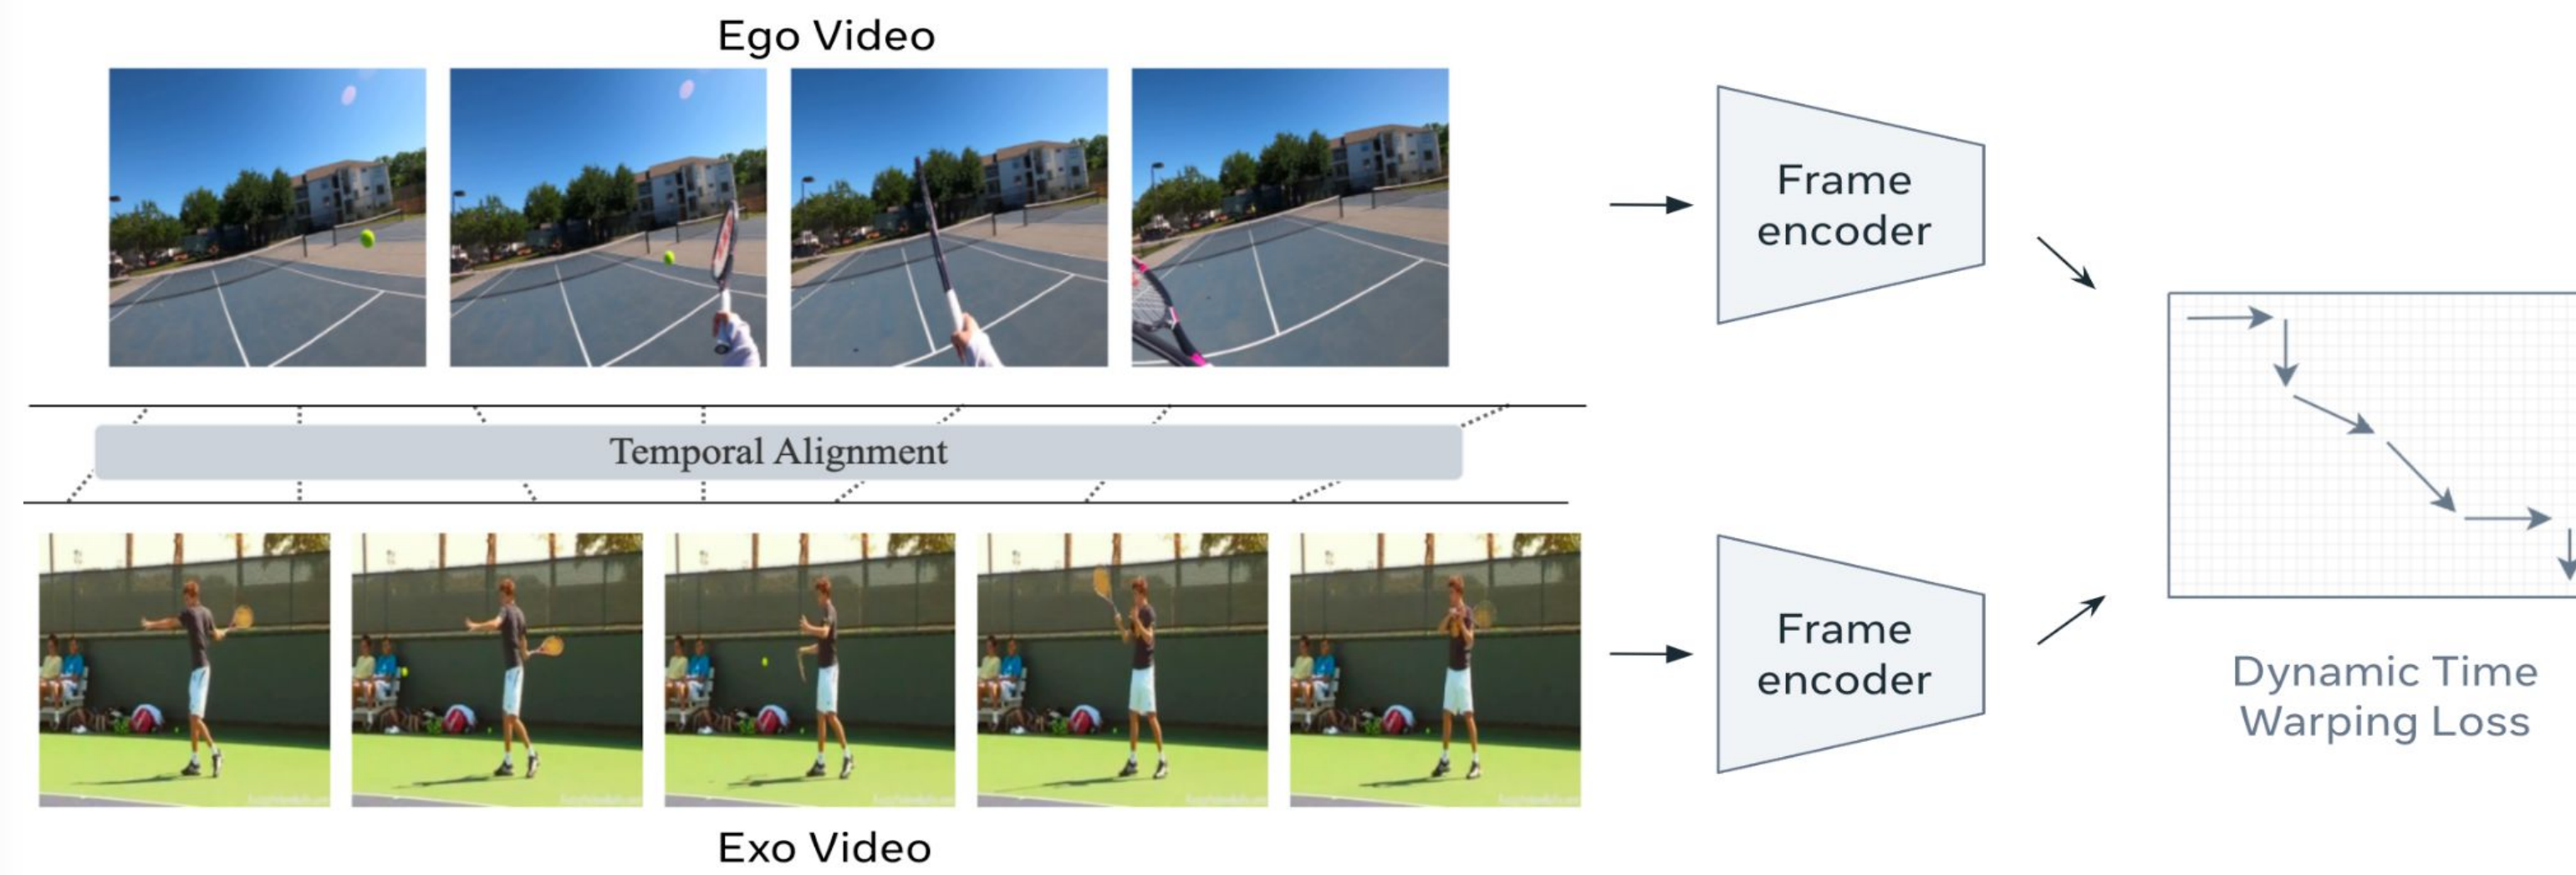 Ego Video
Frame
encoder
Temporal Alignment
Frame
encoder
Dynamic Time
Warping Loss
Exo Video